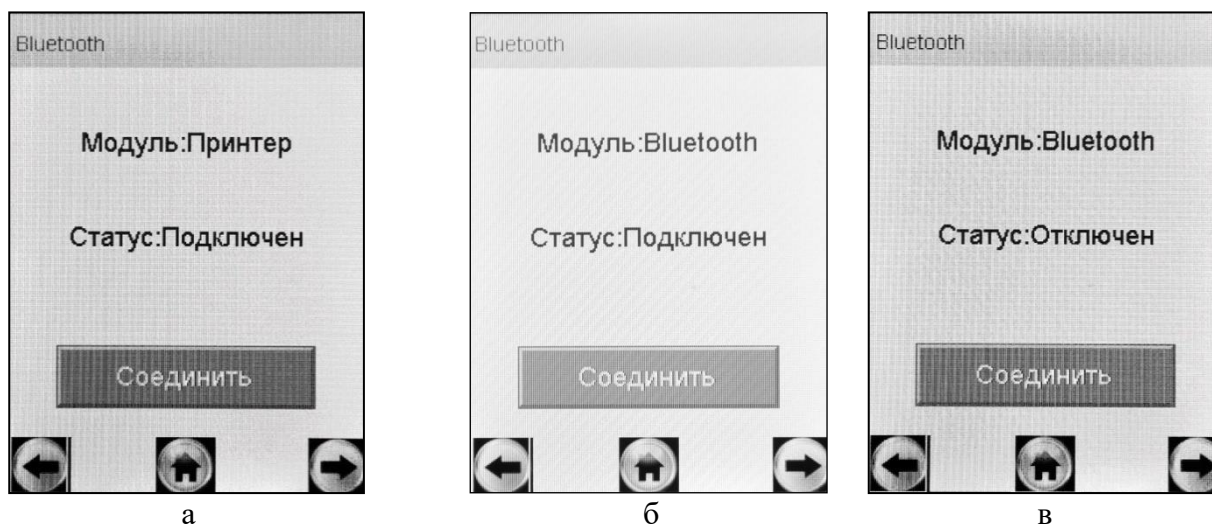 Bluetooth
Модуль:Принтер
Статус:Подключен
Соединить
а
Bluetooth
Модуль:Bluetooth
Статус:Подключен
Соединить
б
Bluetooth
Модуль:Bluetooth
Статус:Отключен
Соединить
в